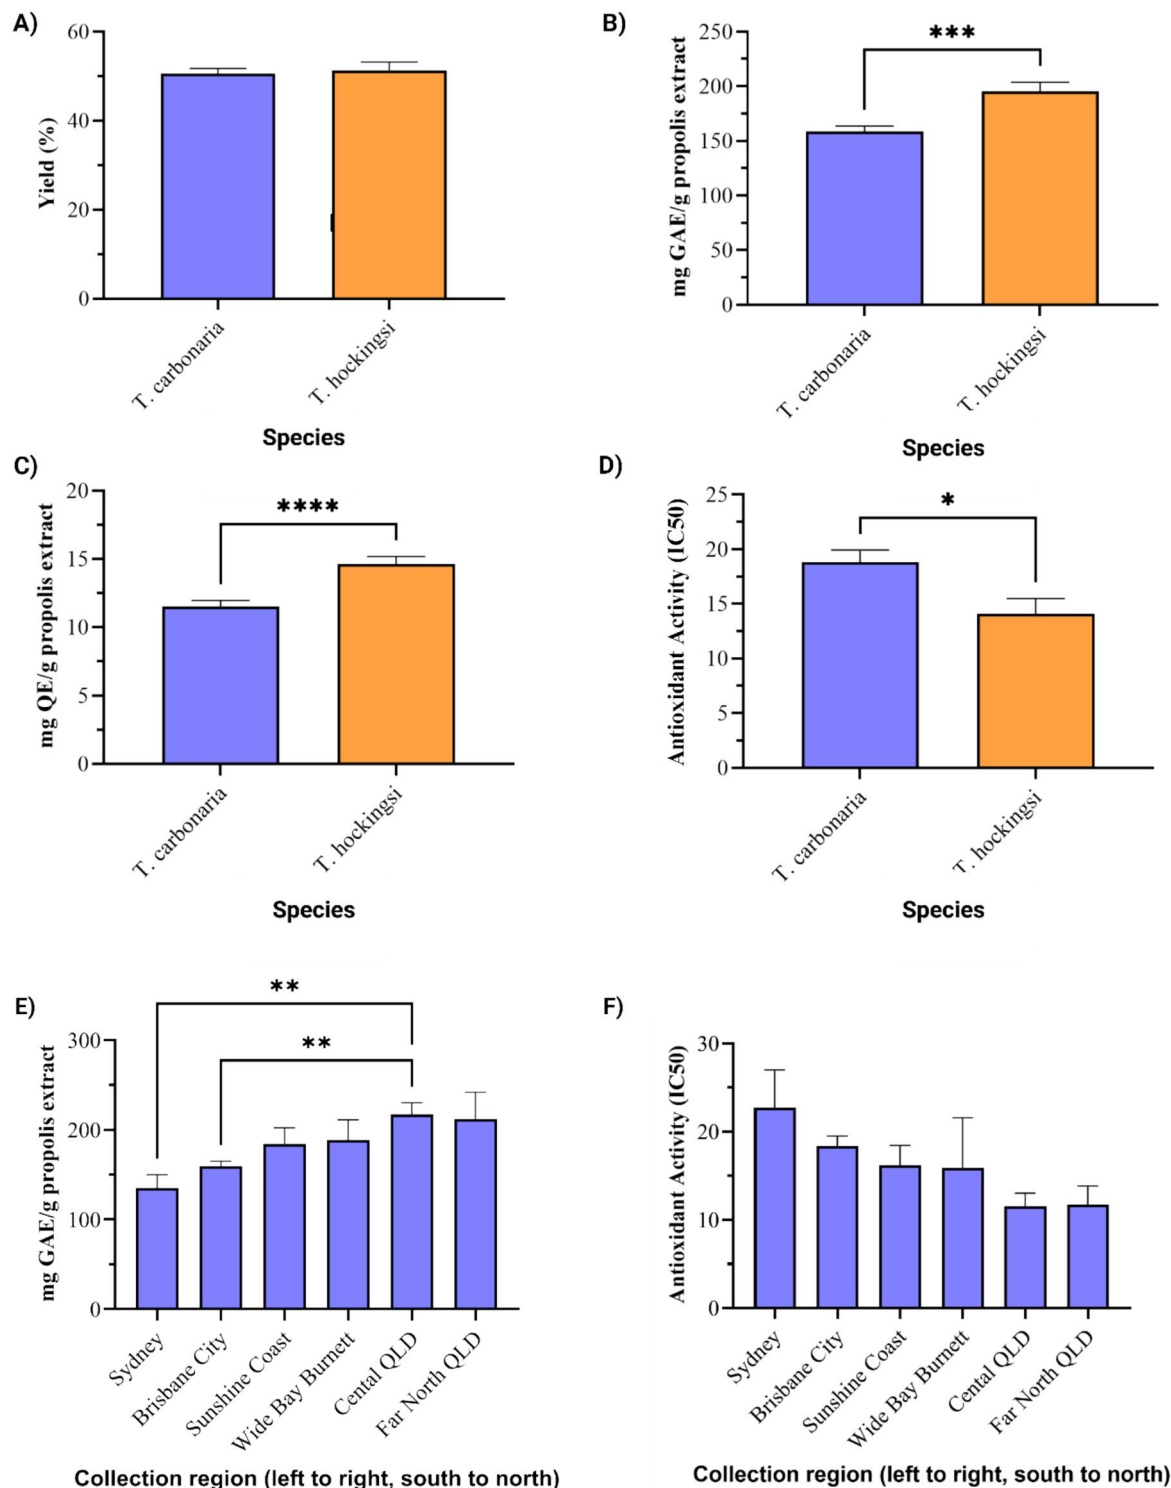 A)
60
40
20
0
Yield (%)
T. carbonaria
T. hockingsi
Species
B)
***
250
200
150
100
50
0
mg GAE/g propolis extract
T. carbonaria
T. hockingsi
Species
C)
****
20
15
10
5
0
mg QE/g propolis extract
T. carbonaria
T. hockingsi
Species
D)
*
25
20
15
10
5
0
Antioxidant Activity (IC50)
T. carbonaria
T. hockingsi
Species
E)
**
**
300
200
100
0
mg GAE/g propolis extract
Sydney
Brisbane City
Sunshine Coast
Wide Bay Burnett
Cental QLD
Far North QLD
Collection region (left to right, south to north)
F)
30
20
10
0
Antioxidant Activity (IC50)
Sydney
Brisbane City
Sunshine Coast
Wide Bay Burnett
Cental QLD
Far North QLD
Collection region (left to right, south to north)